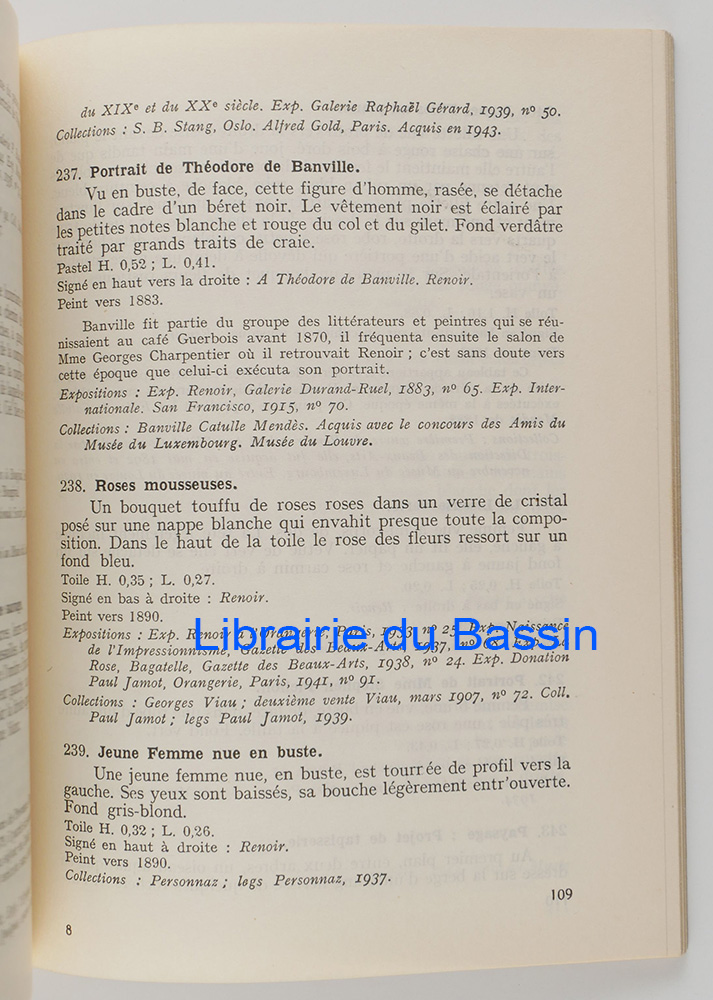 du XIXe et du XXe siècle. Exp. Galerie Raphaël Gérard, 1939, nº 50.
Collections : S. B. Stang, Oslo. Alfred Gold, Paris. Acquis en 1943.
237. Portrait de Théodore de Banville.
Vu en buste, de face, cette figure d'homme, rasée, se détache
dans le cadre d'un béret noir. Le vêtement noir est éclairé par
les petites notes blanche et rouge du col et du gilet. Fond verdâtre
traité par grands traits de craie.
Pastel H. 0,52 ; L. 0,41.
Signé en haut vers la droite : A Théodore de Banville. Renoir.
Peint vers 1883.
Banville fit partie du groupe des littérateurs et peintres qui se réu-
nissaient au café Guerbois avant 1870, il fréquenta ensuite le salon de
Mme Georges Charpentier où il retrouvait Renoir ; c'est sans doute vers
cette époque que celui-ci exécuta son portrait.
Expositions : Exp. Renoir, Galerie Durand-Ruel, 1883, nº 65. Exp. Inter-
nationale. San Francisco, 1915, nº 70.
Collections : Banville Catulle Mendès. Acquis avec le concours des Amis du
Musée du Luxembourg. Musée du Louvre.
238. Roses mousseuses.
Un bouquet touffu de roses roses dans un verre de cristal
posé sur une nappe blanche qui envahit presque toute la compo-
sition. Dans le haut de la toile le rose des fleurs ressort sur un
fond bleu.
Toile H. 0,35 ; L. 0,27.
Signé en bas à droite : Renoir.
Peint vers 1890.
Expositions : Exp. Renoir à l'Orangerie, Paris, 1933, nº Exp. Naissance
de l'Impressionnisme, Gazette des Beaux-Arts, 1937, nº
Rose, Bagatelle, Gazette des Beaux-Arts, 1938, nº 24. Exp. Donation
Paul Jamot, Orangerie, Paris, 1941, nº 91.
Collections : Georges Viau ; deuxième vente Viau, mars 1907, nº 72. Coll.
Paul Jamot ; legs Paul Jamot, 1939.
Librairie du Bassin
239. Jeune Femme nue en buste.
Une jeune femme nue, en buste, est tourrée de profil vers la
gauche. Ses yeux sont baissés, sa bouche légèrement entr'ouverte.
Fond gris-blond.
Toile H. 0,32 ; L. 0,26.
Signé en haut à droite : Renoir.
Peint vers 1890.
Collections : Personnaz ; legs Personnaz, 1937.
109
8